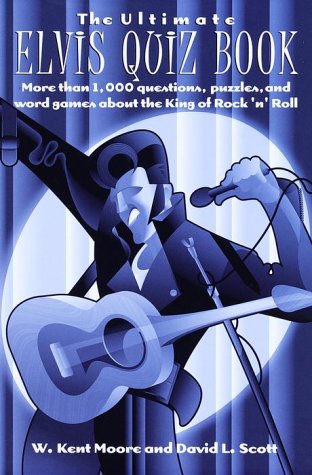 The Ultimate
ELVIS QUIZ BOOK
More than 1,000 questions, puzzles, and
word games about the King of Rock 'n' Roll
W. Kent Moore and David L. Scott